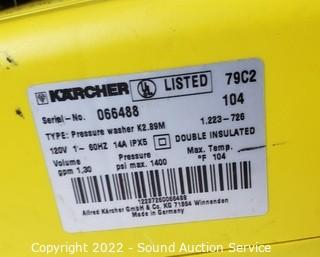 KÄRCHER UL LISTED 79C2
Serial-No. 066488 104
TYPE: Pressure washer K2.89M 1.223-726
120V 1~ 60HZ 14A IPX5 DOUBLE INSULATED
Volume Pressure Max. Temp.
gpm 1.30 psi max. 1400 °F 104
Alfred Kärcher GmbH & Co. KG 71364 Winnenden
Made in Germany
Copyright 2022 - Sound Auction Service